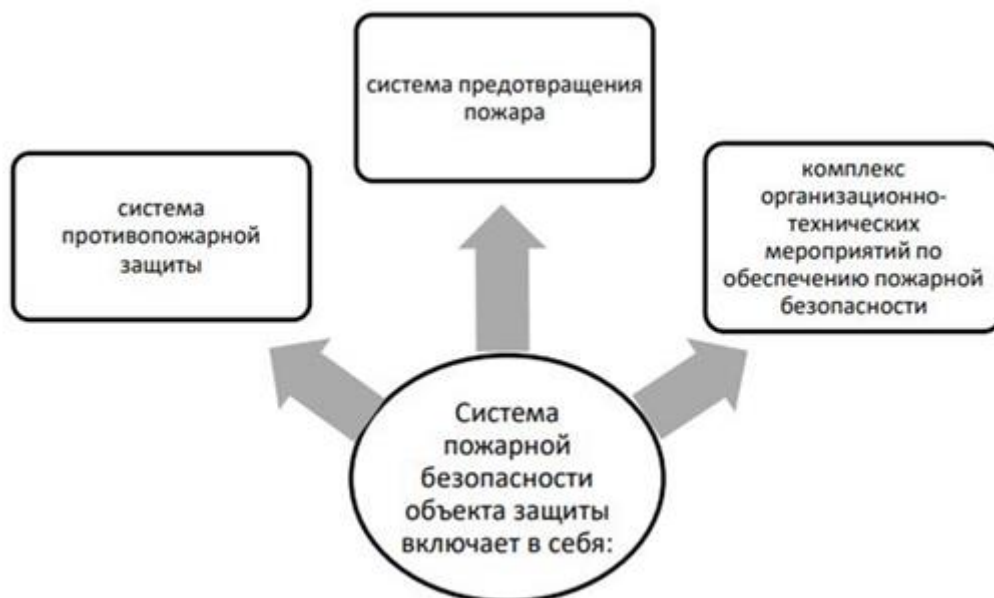 система предотвращения
пожара
система
противопожарной
защиты
комплекс
организационно-
технических
мероприятий по
обеспечению пожарной
безопасности
Система
пожарной
безопасности
объекта защиты
включает в себя: